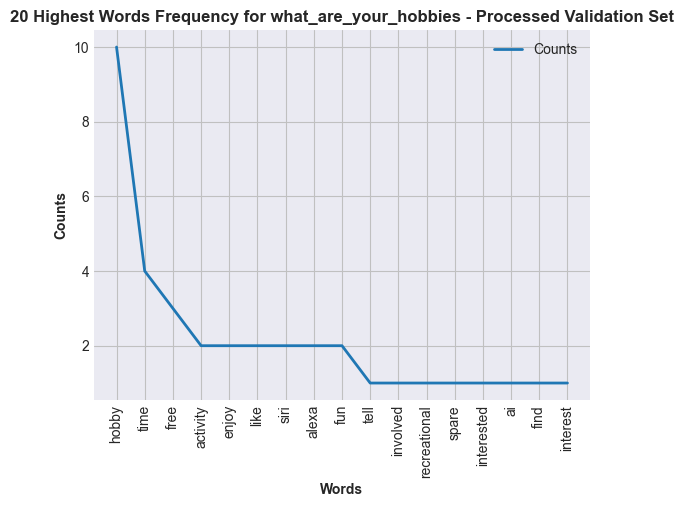 20 Highest Words Frequency for what_are_your_hobbies - Processed Validation Set
Counts
10
8
6
4
2
Counts
hobby
time
free
activity
enjoy
like
siri
alexa
fun
tell
involved
recreational
spare
interested
ai
find
interest
Words